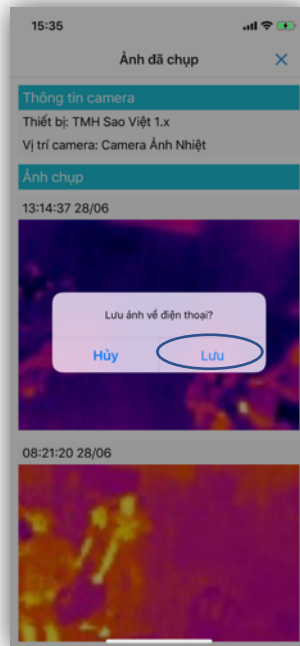 15:35
Ảnh đã chụp
Thông tin camera
Thiết bị: TMH Sao Việt 1.x
Vị trí camera: Camera Ảnh Nhiệt
Ảnh chụp
13:14:37 28/06
Lưu ảnh về điện thoại?
Hủy Lưu
08:21:20 28/06